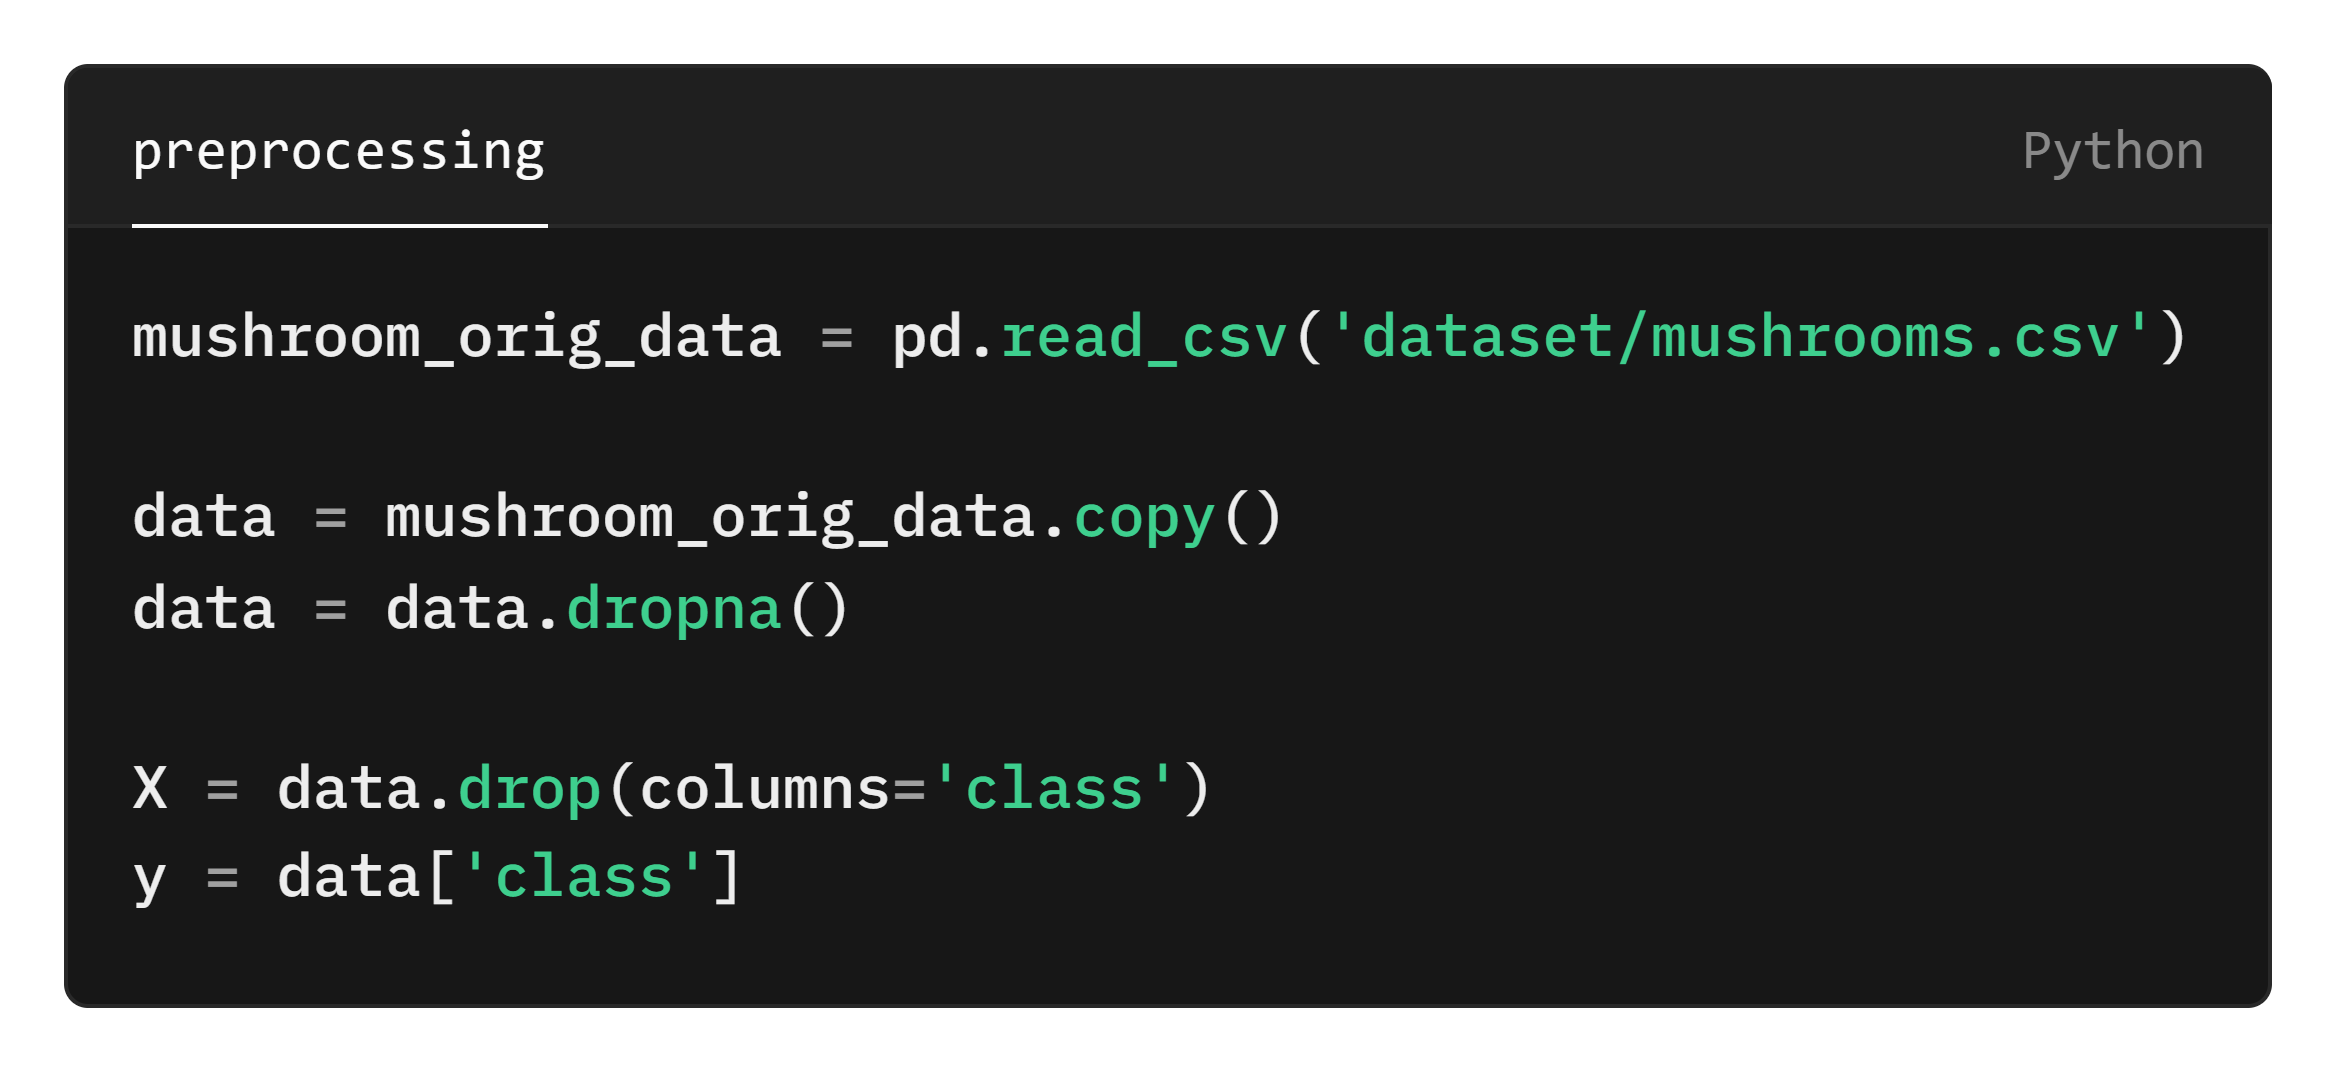 preprocessing
Python
mushroom_orig_data = pd.read_csv('dataset/mushrooms.csv')
data = mushroom_orig_data.copy()
data = data.dropna()
X = data.drop(columns='class')
y = data['class']